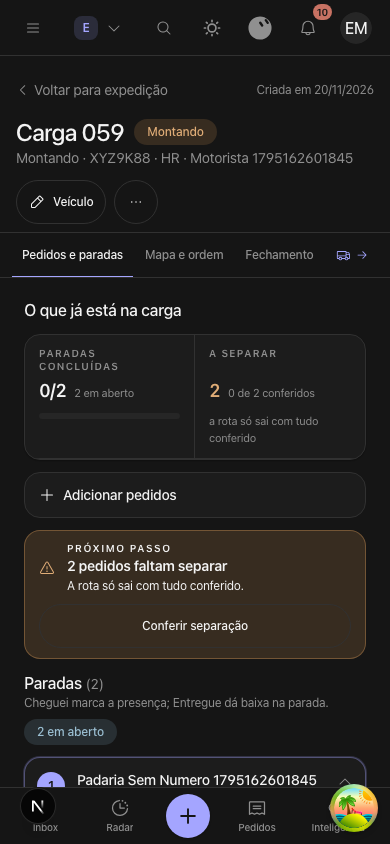 E
10
EM
Voltar para expedição
Criada em 20/11/2026
Carga 059
Montando
Montando · XYZ9K88 · HR · Motorista 1795162601845
Veículo
Pedidos e paradas
Mapa e ordem
Fechamento
O que já está na carga
PARADAS
CONCLUÍDAS
0/2 2 em aberto
A SEPARAR
2 0 de 2 conferidos
a rota só sai com tudo
conferido
Adicionar pedidos
PRÓXIMO PASSO
2 pedidos faltam separar
A rota só sai com tudo conferido.
Conferir separação
Paradas (2)
Cheguei marca a presença; Entregue dá baixa na parada.
2 em aberto
1
Padaria Sem Numero 1795162601845
N
Inbox
Radar
Pedidos